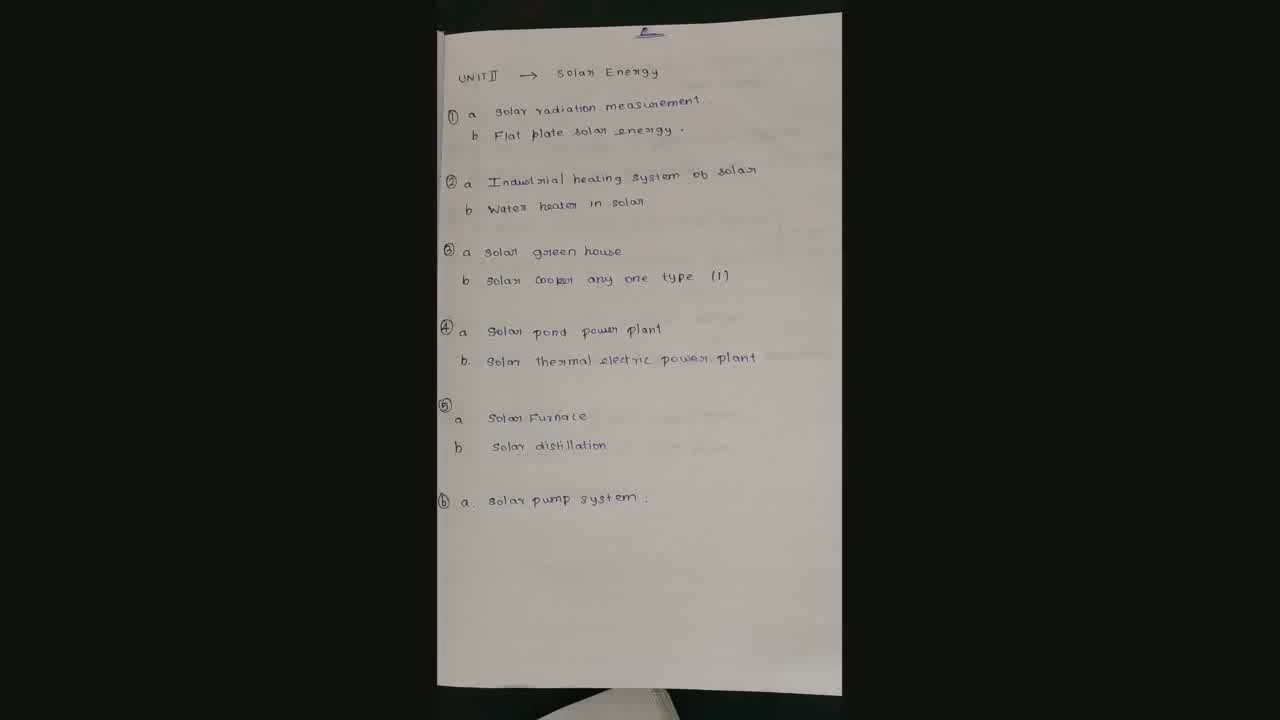 UNIT II → Solar Energy
① a Solar radiation measurement
b Flat plate solar energy.
② a Industrial heating system of solar
b Water heater in solar
③ a Solar green house
b Solar cooker any one type (1)
④ a Solar pond power plant
b. Solar thermal electric power plant
⑤
a Solar Furnace
b Solar distillation
⑥ a. Solar pump system.